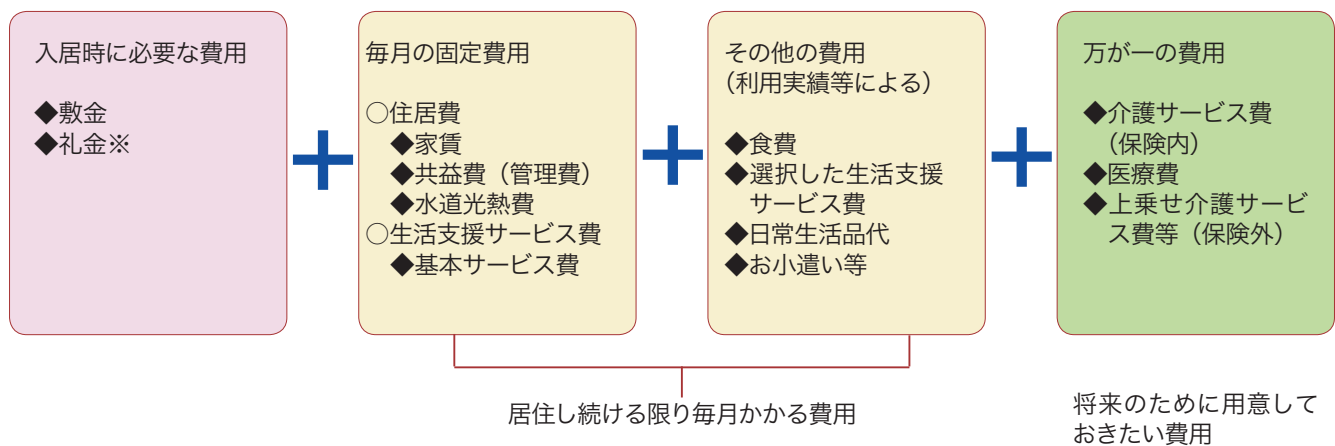 入居時に必要な費用
◆敷金
◆礼金※
毎月の固定費用
○住居費
◆家賃
◆共益費（管理費）
◆水道光熱費
○生活支援サービス費
◆基本サービス費
その他の費用
（利用実績等による）
◆食費
◆選択した生活支援
サービス費
◆日常生活品代
◆お小遣い等
万が一の費用
◆介護サービス費
（保険内）
◆医療費
◆上乗せ介護サービ
ス費等（保険外）
居住し続ける限り毎月かかる費用
将来のために用意して
おきたい費用